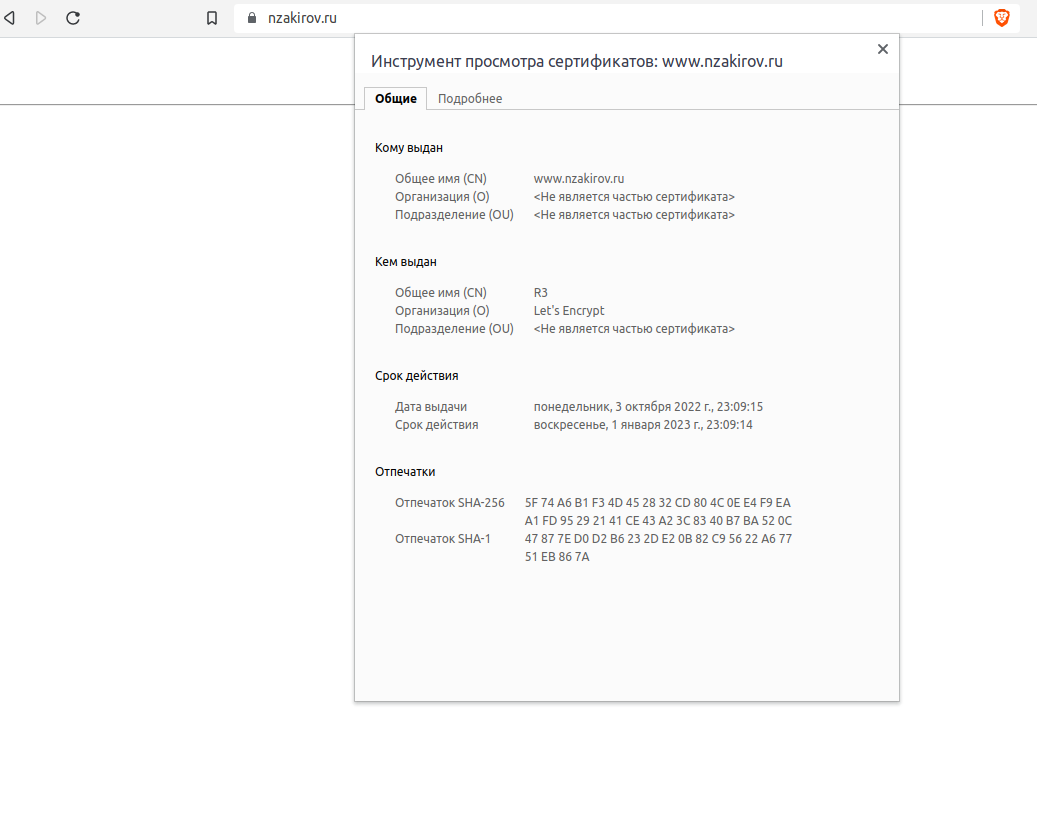 nzakirov.ru
Инструмент просмотра сертификатов: www.nzakirov.ru
Общие Подробнее
Кому выдан
Общее имя (CN) www.nzakirov.ru
Организация (O) <Не является частью сертификата>
Подразделение (OU) <Не является частью сертификата>
Кем выдан
Общее имя (CN) R3
Организация (O) Let's Encrypt
Подразделение (OU) <Не является частью сертификата>
Срок действия
Дата выдачи понедельник, 3 октября 2022 г., 23:09:15
Срок действия воскресенье, 1 января 2023 г., 23:09:14
Отпечатки
Отпечаток SHA-256 5F 74 A6 B1 F3 4D 45 28 32 CD 80 4C 0E E4 F9 EA
A1 FD 95 29 21 41 CE 43 A2 3C 83 40 B7 BA 52 0C
Отпечаток SHA-1 47 87 7E D0 D2 B6 23 2D E2 0B 82 C9 56 22 A6 77
51 EB 86 7A